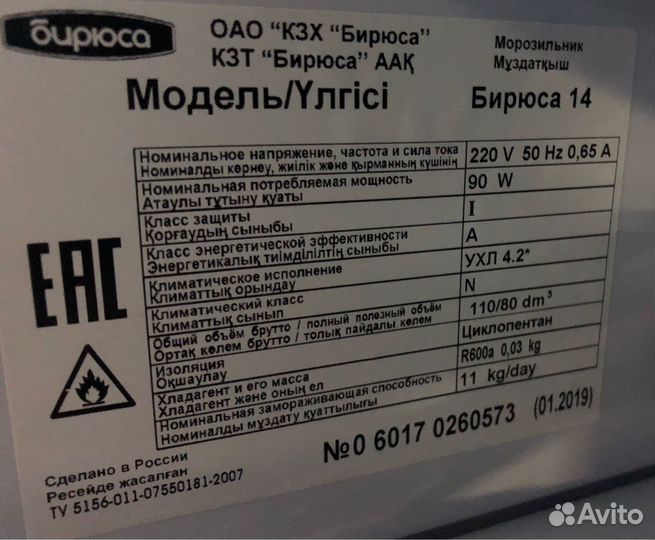 бирюса
ОАО “КЗХ “Бирюса”
КЗТ “Бирюса” ААҚ
Морозильник
Мұздатқыш
Модель/Үлгісі
Бирюса 14
Номинальное напряжение, частота и сила тока
Номиналды кернеу, жиілік және қырманның күшінің
220 V 50 Hz 0,65 A
Номинальная потребляемая мощность
Атаулы тұтыну қуаты
90 W
Класс защиты
Қорғаудың сыныбы
I
Класс энергетической эффективности
Энергетикалық тиімділілтің сыныбы
A
Климатическое исполнение
Климаттық орындау
УХЛ 4.2*
Климатический класс
Климаттық сынып
N
Общий объём брутто / полный полезный объём
Ортақ көлем брутто / толық пайдалы көлем
110/80 dm³
Изоляция
Оқшаулау
Циклопентан
Хладагент и его масса
Хладагент және оның ел
R600a 0,03 kg
Номинальная замораживающая способность
Номиналды мұздату қуаттылығы
11 kg/day
EAC
Сделано в России
Ресейде жасалған
ТУ 5156-011-07550181-2007
№0 6017 0260573 (01.2019)
Avito